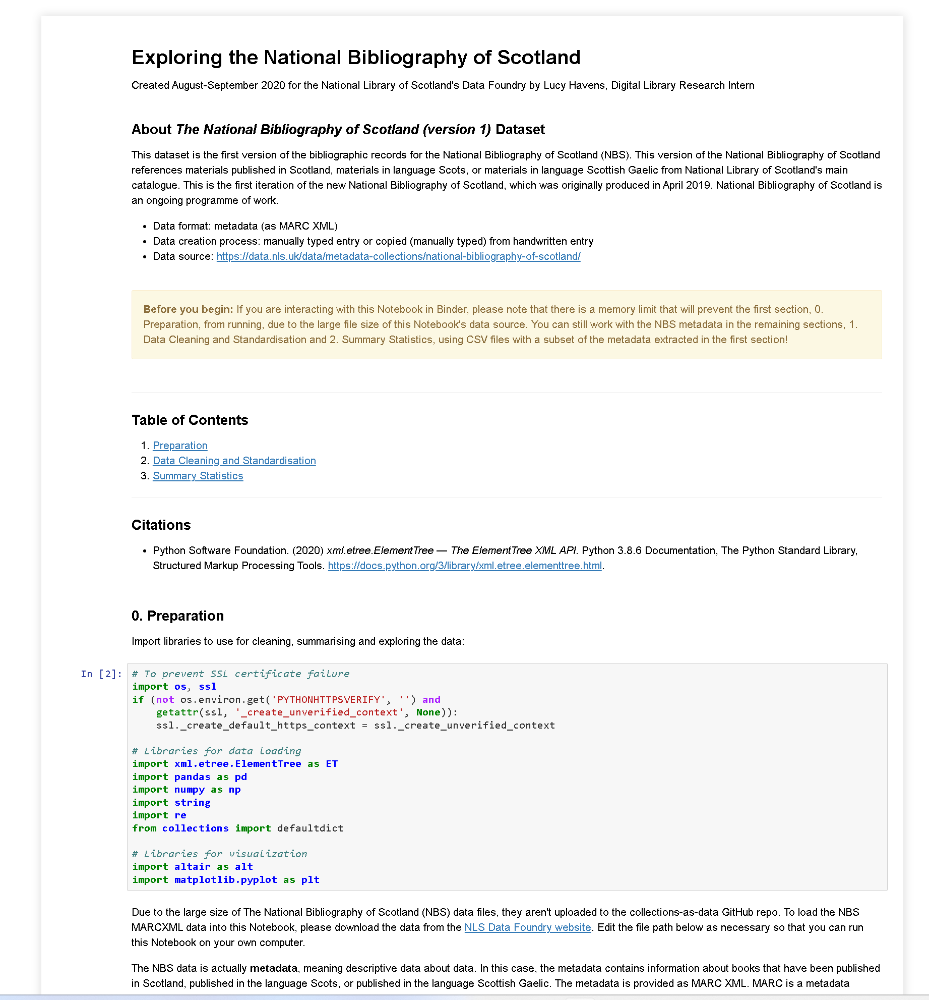 Exploring the National Bibliography of Scotland
Created August-September 2020 for the National Library of Scotland's Data Foundry by Lucy Havens, Digital Library Research Intern
About The National Bibliography of Scotland (version 1) Dataset
This dataset is the first version of the bibliographic records for the National Bibliography of Scotland (NBS). This version of the National Bibliography of Scotland
references materials published in Scotland, materials in language Scots, or materials in language Scottish Gaelic from National Library of Scotland's main
catalogue. This is the first iteration of the new National Bibliography of Scotland, which was originally produced in April 2019. National Bibliography of Scotland is
an ongoing programme of work.
• Data format: metadata (as MARC XML)
• Data creation process: manually typed entry or copied (manually typed) from handwritten entry
• Data source: https://data.nls.uk/data/metadata-collections/national-bibliography-of-scotland/
Before you begin: If you are interacting with this Notebook in Binder, please note that there is a memory limit that will prevent the first section, 0.
Preparation, from running, due to the large file size of this Notebook's data source. You can still work with the NBS metadata in the remaining sections, 1.
Data Cleaning and Standardisation and 2. Summary Statistics, using CSV files with a subset of the metadata extracted in the first section!
Table of Contents
1. Preparation
2. Data Cleaning and Standardisation
3. Summary Statistics
Citations
• Python Software Foundation. (2020) xml.etree.ElementTree — The ElementTree XML API. Python 3.8.6 Documentation, The Python Standard Library,
Structured Markup Processing Tools. https://docs.python.org/3/library/xml.etree.elementtree.html.
0. Preparation
Import libraries to use for cleaning, summarising and exploring the data:
In [2]: # To prevent SSL certificate failure
import os, ssl
if (not os.environ.get('PYTHONHTTPSVERIFY', '') and
    getattr(ssl, '_create_unverified_context', None)):
    ssl._create_default_https_context = ssl._create_unverified_context
# Libraries for data loading
import xml.etree.ElementTree as ET
import pandas as pd
import numpy as np
import string
import re
from collections import defaultdict
# Libraries for visualization
import altair as alt
import matplotlib.pyplot as plt
Due to the large size of The National Bibliography of Scotland (NBS) data files, they aren't uploaded to the collections-as-data GitHub repo. To load the NBS
MARCXML data into this Notebook, please download the data from the NLS Data Foundry website. Edit the file path below as necessary so that you can run
this Notebook on your own computer.
The NBS data is actually metadata, meaning descriptive data about data. In this case, the metadata contains information about books that have been published
in Scotland, published in the language Scots, or published in the language Scottish Gaelic. The metadata is provided as MARC XML. MARC is a metadata